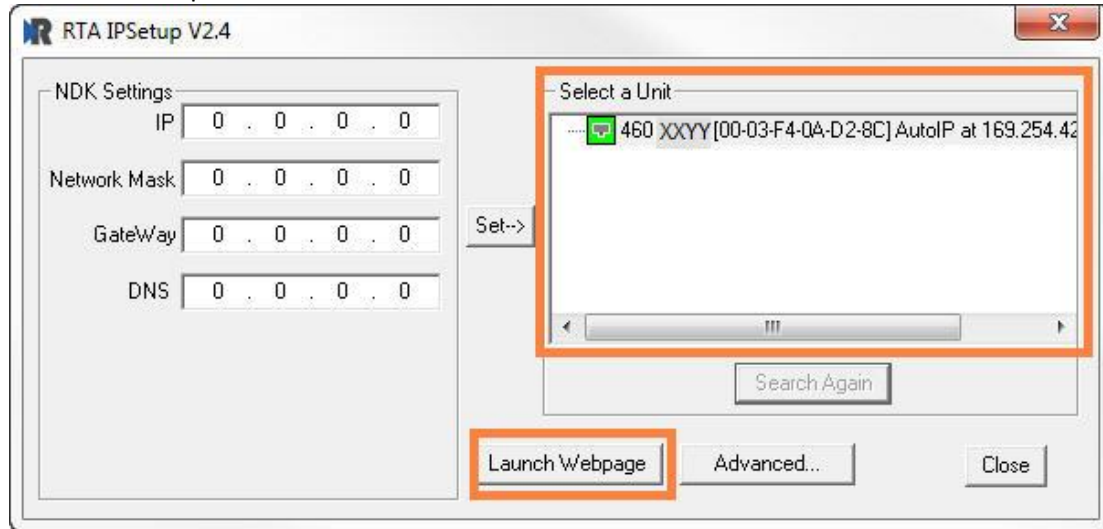 RTA IPSetup V2.4
NDK Settings
IP 0 . 0 . 0 . 0
Network Mask 0 . 0 . 0 . 0
GateWay 0 . 0 . 0 . 0
DNS 0 . 0 . 0 . 0
Set-->
Select a Unit
460 XXYY [00-03-F4-0A-D2-8C] AutoIP at 169.254.42
Search Again
Launch Webpage
Advanced...
Close